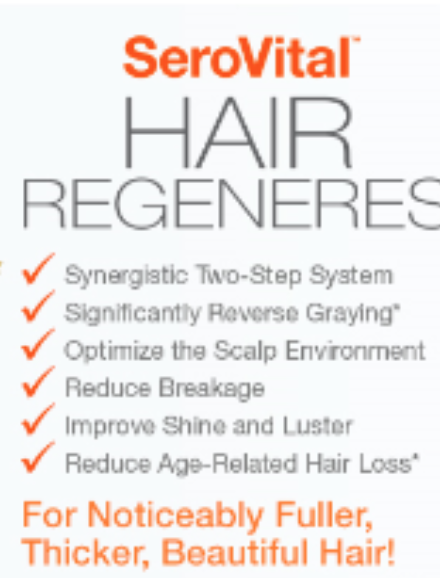 SeroVital™
HAIR
REGENERES
Synergistic Two-Step System
Significantly Reverse Graying*
Optimize the Scalp Environment
Reduce Breakage
Improve Shine and Luster
Reduce Age-Related Hair Loss*
For Noticeably Fuller,
Thicker, Beautiful Hair!